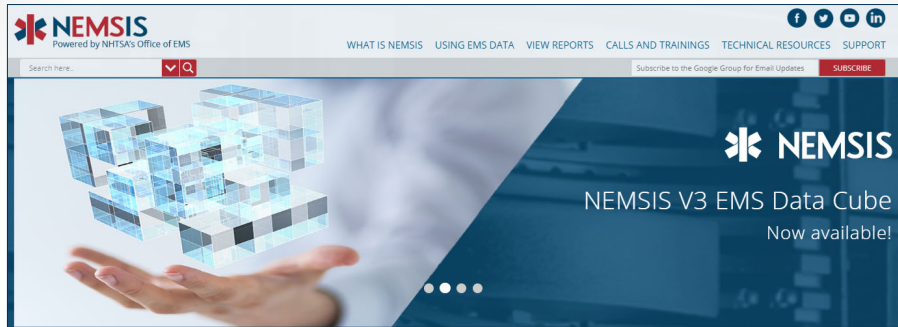 NEMSIS
Powered by NHTSA's Office of EMS
WHAT IS NEMSIS USING EMS DATA VIEW REPORTS CALLS AND TRAININGS TECHNICAL RESOURCES SUPPORT
Search here.. Subscribe to the Google Group for Email Updates SUBSCRIBE
NEMSIS
NEMSIS V3 EMS Data Cube
Now available!